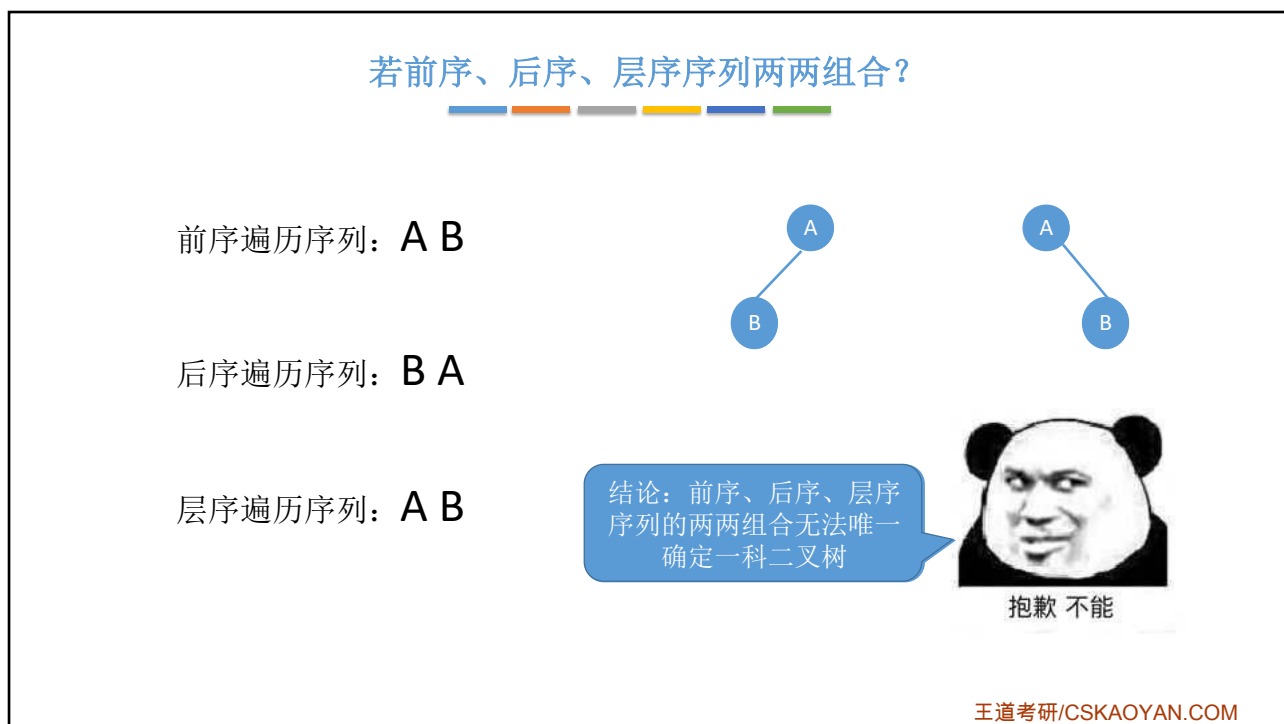 若前序、后序、层序序列两两组合？
前序遍历序列：A B
后序遍历序列：B A
层序遍历序列：A B
A
B
A
B
结论：前序、后序、层序
序列的两两组合无法唯一
确定一科二叉树
抱歉 不能
王道考研/CSKAOYAN.COM